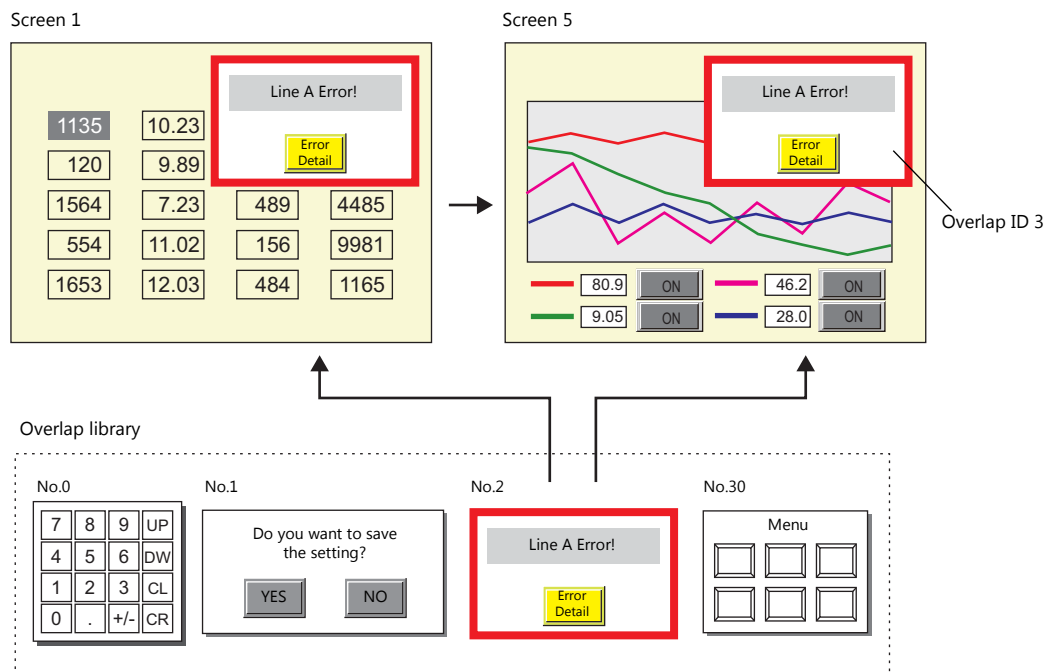 Screen 1
Screen 5
Line A Error!
Error
Detail
1135 10.23
120 9.89
1564 7.23 489 4485
554 11.02 156 9981
1653 12.03 484 1165
Line A Error!
Error
Detail
Overlap ID 3
80.9 ON 46.2 ON
9.05 ON 28.0 ON
Overlap library
No.0
7 8 9 UP
4 5 6 DW
1 2 3 CL
0 . +/- CR
No.1
Do you want to save
the setting?
YES NO
No.2
Line A Error!
Error
Detail
No.30
Menu